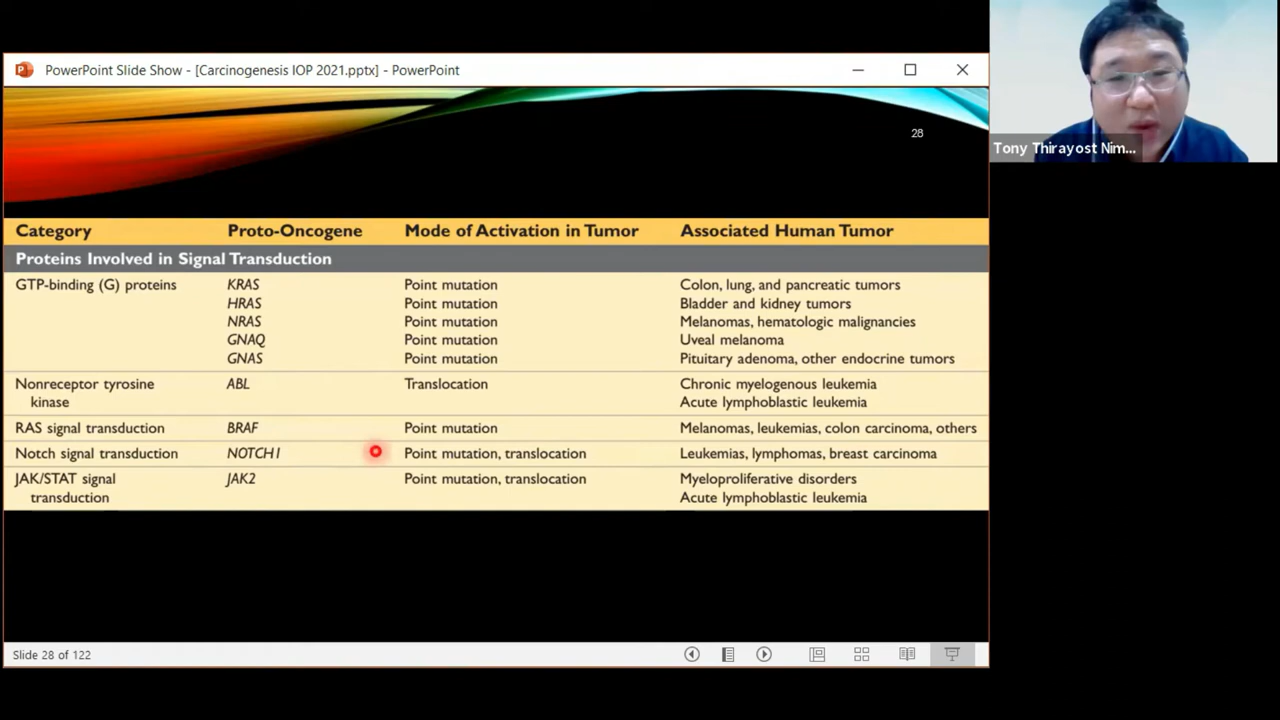 PowerPoint Slide Show - [Carcinogenesis IOP 2021.pptx] - PowerPoint
28
Tony Thirayost Nim...
Category Proto-Oncogene Mode of Activation in Tumor Associated Human Tumor
Proteins Involved in Signal Transduction
GTP-binding (G) proteins KRAS Point mutation Colon, lung, and pancreatic tumors
HRAS Point mutation Bladder and kidney tumors
NRAS Point mutation Melanomas, hematologic malignancies
GNAQ Point mutation Uveal melanoma
GNAS Point mutation Pituitary adenoma, other endocrine tumors
Nonreceptor tyrosine ABL Translocation Chronic myelogenous leukemia
kinase Acute lymphoblastic leukemia
RAS signal transduction BRAF Point mutation Melanomas, leukemias, colon carcinoma, others
Notch signal transduction NOTCH1 Point mutation, translocation Leukemias, lymphomas, breast carcinoma
JAK/STAT signal JAK2 Point mutation, translocation Myeloproliferative disorders
transduction Acute lymphoblastic leukemia
Slide 28 of 122